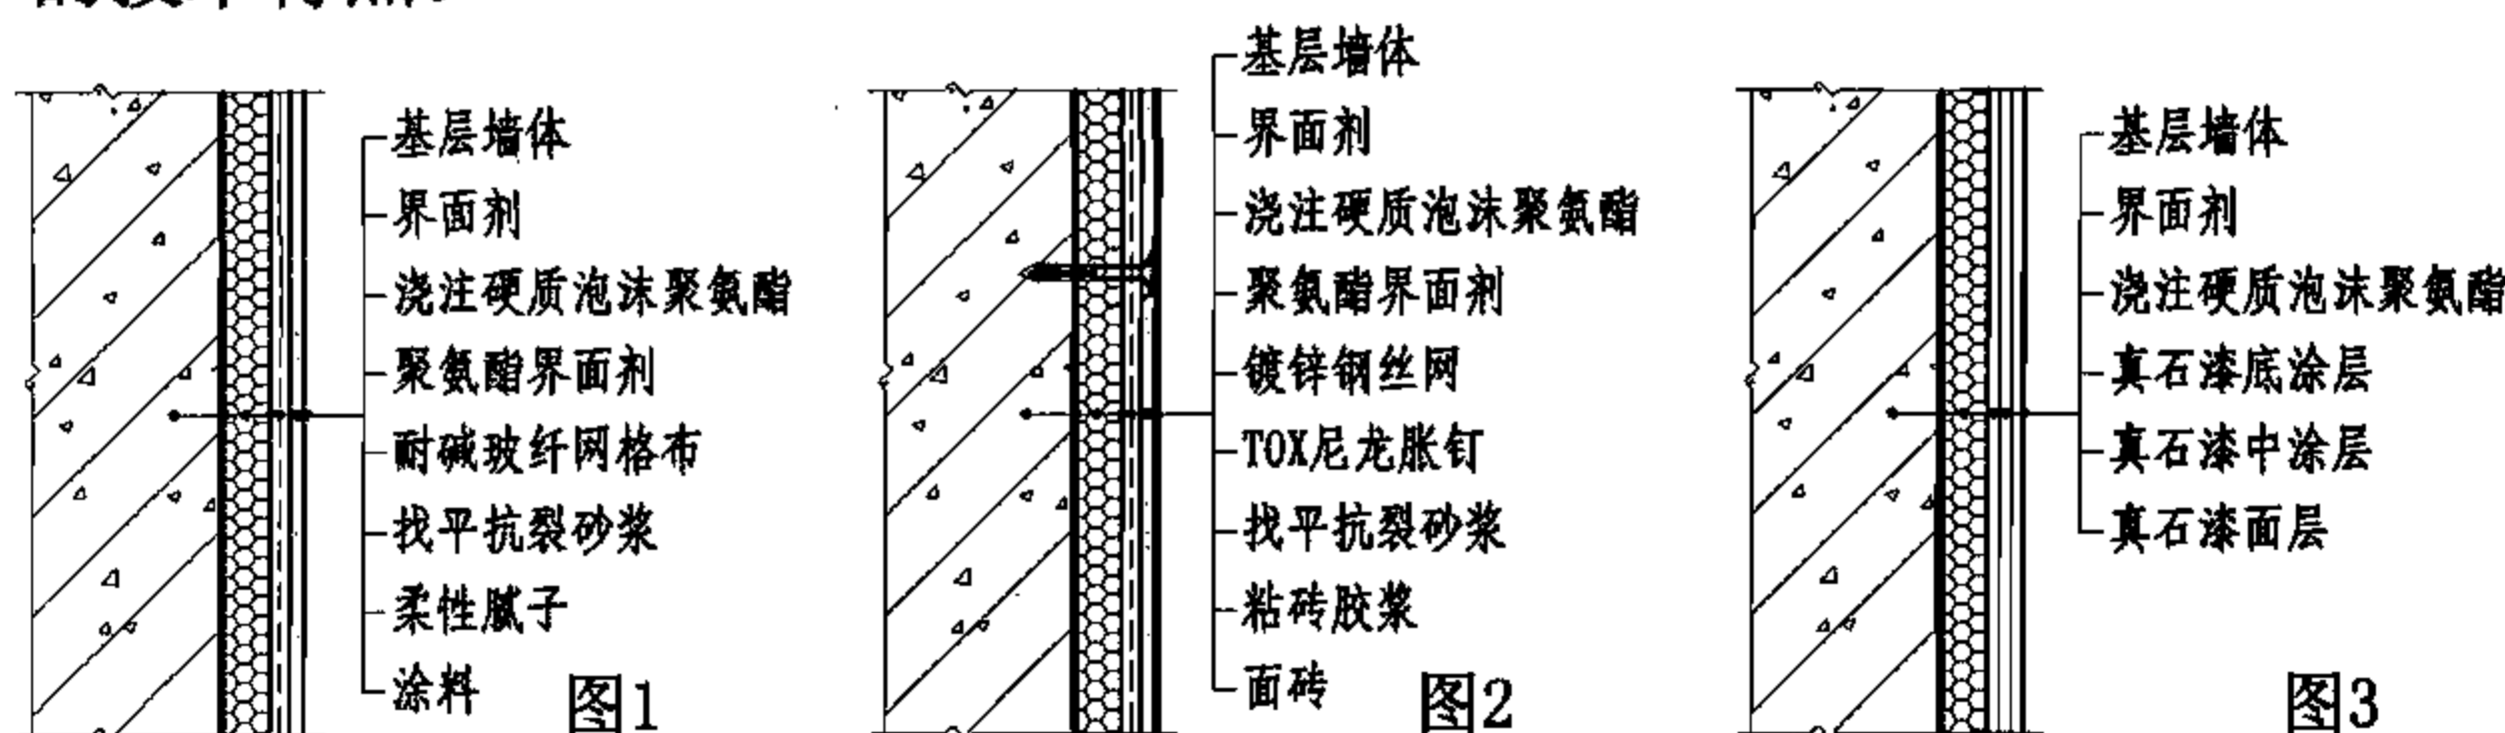 基层墙体
界面剂
浇注硬质泡沫聚氨酯
聚氨酯界面剂
耐碱玻纤网格布
找平抗裂砂浆
柔性腻子
涂料
图1
基层墙体
界面剂
浇注硬质泡沫聚氨酯
聚氨酯界面剂
镀锌钢丝网
TOX尼龙胀钉
找平抗裂砂浆
粘砖胶浆
面砖
图2
基层墙体
界面剂
浇注硬质泡沫聚氨酯
真石漆底涂层
真石漆中涂层
真石漆面层
图3